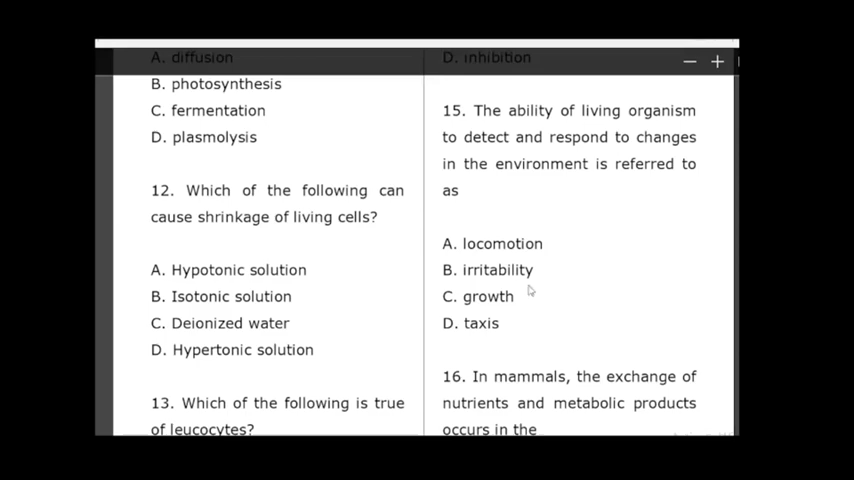 A. diffusion
B. photosynthesis
C. fermentation
D. plasmolysis
12. Which of the following can
cause shrinkage of living cells?
A. Hypotonic solution
B. Isotonic solution
C. Deionized water
D. Hypertonic solution
13. Which of the following is true
of leucocytes?
D. inhibition
15. The ability of living organism
to detect and respond to changes
in the environment is referred to
as
A. locomotion
B. irritability
C. growth
D. taxis
16. In mammals, the exchange of
nutrients and metabolic products
occurs in the